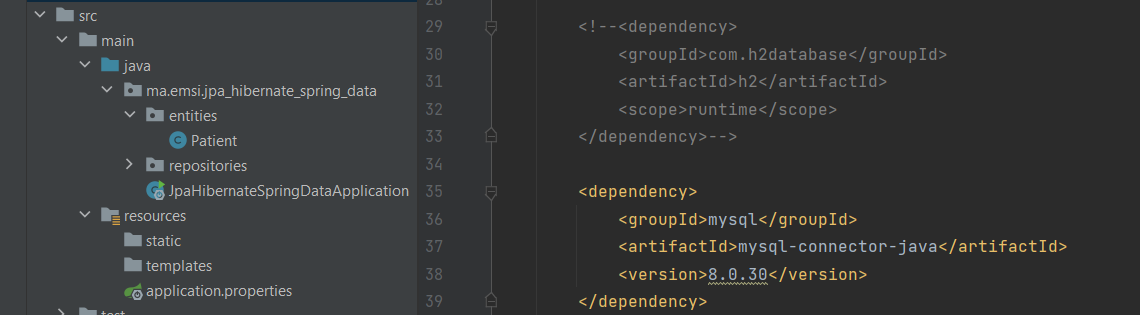 src
main
java
ma.emsi.jpa_hibernate_spring_data
entities
Patient
repositories
JpaHibernateSpringDataApplication
resources
static
templates
application.properties
test
28
29 <!--<dependency>
30 <groupId>com.h2database</groupId>
31 <artifactId>h2</artifactId>
32 <scope>runtime</scope>
33 </dependency>-->
34
35 <dependency>
36 <groupId>mysql</groupId>
37 <artifactId>mysql-connector-java</artifactId>
38 <version>8.0.30</version>
39 </dependency>